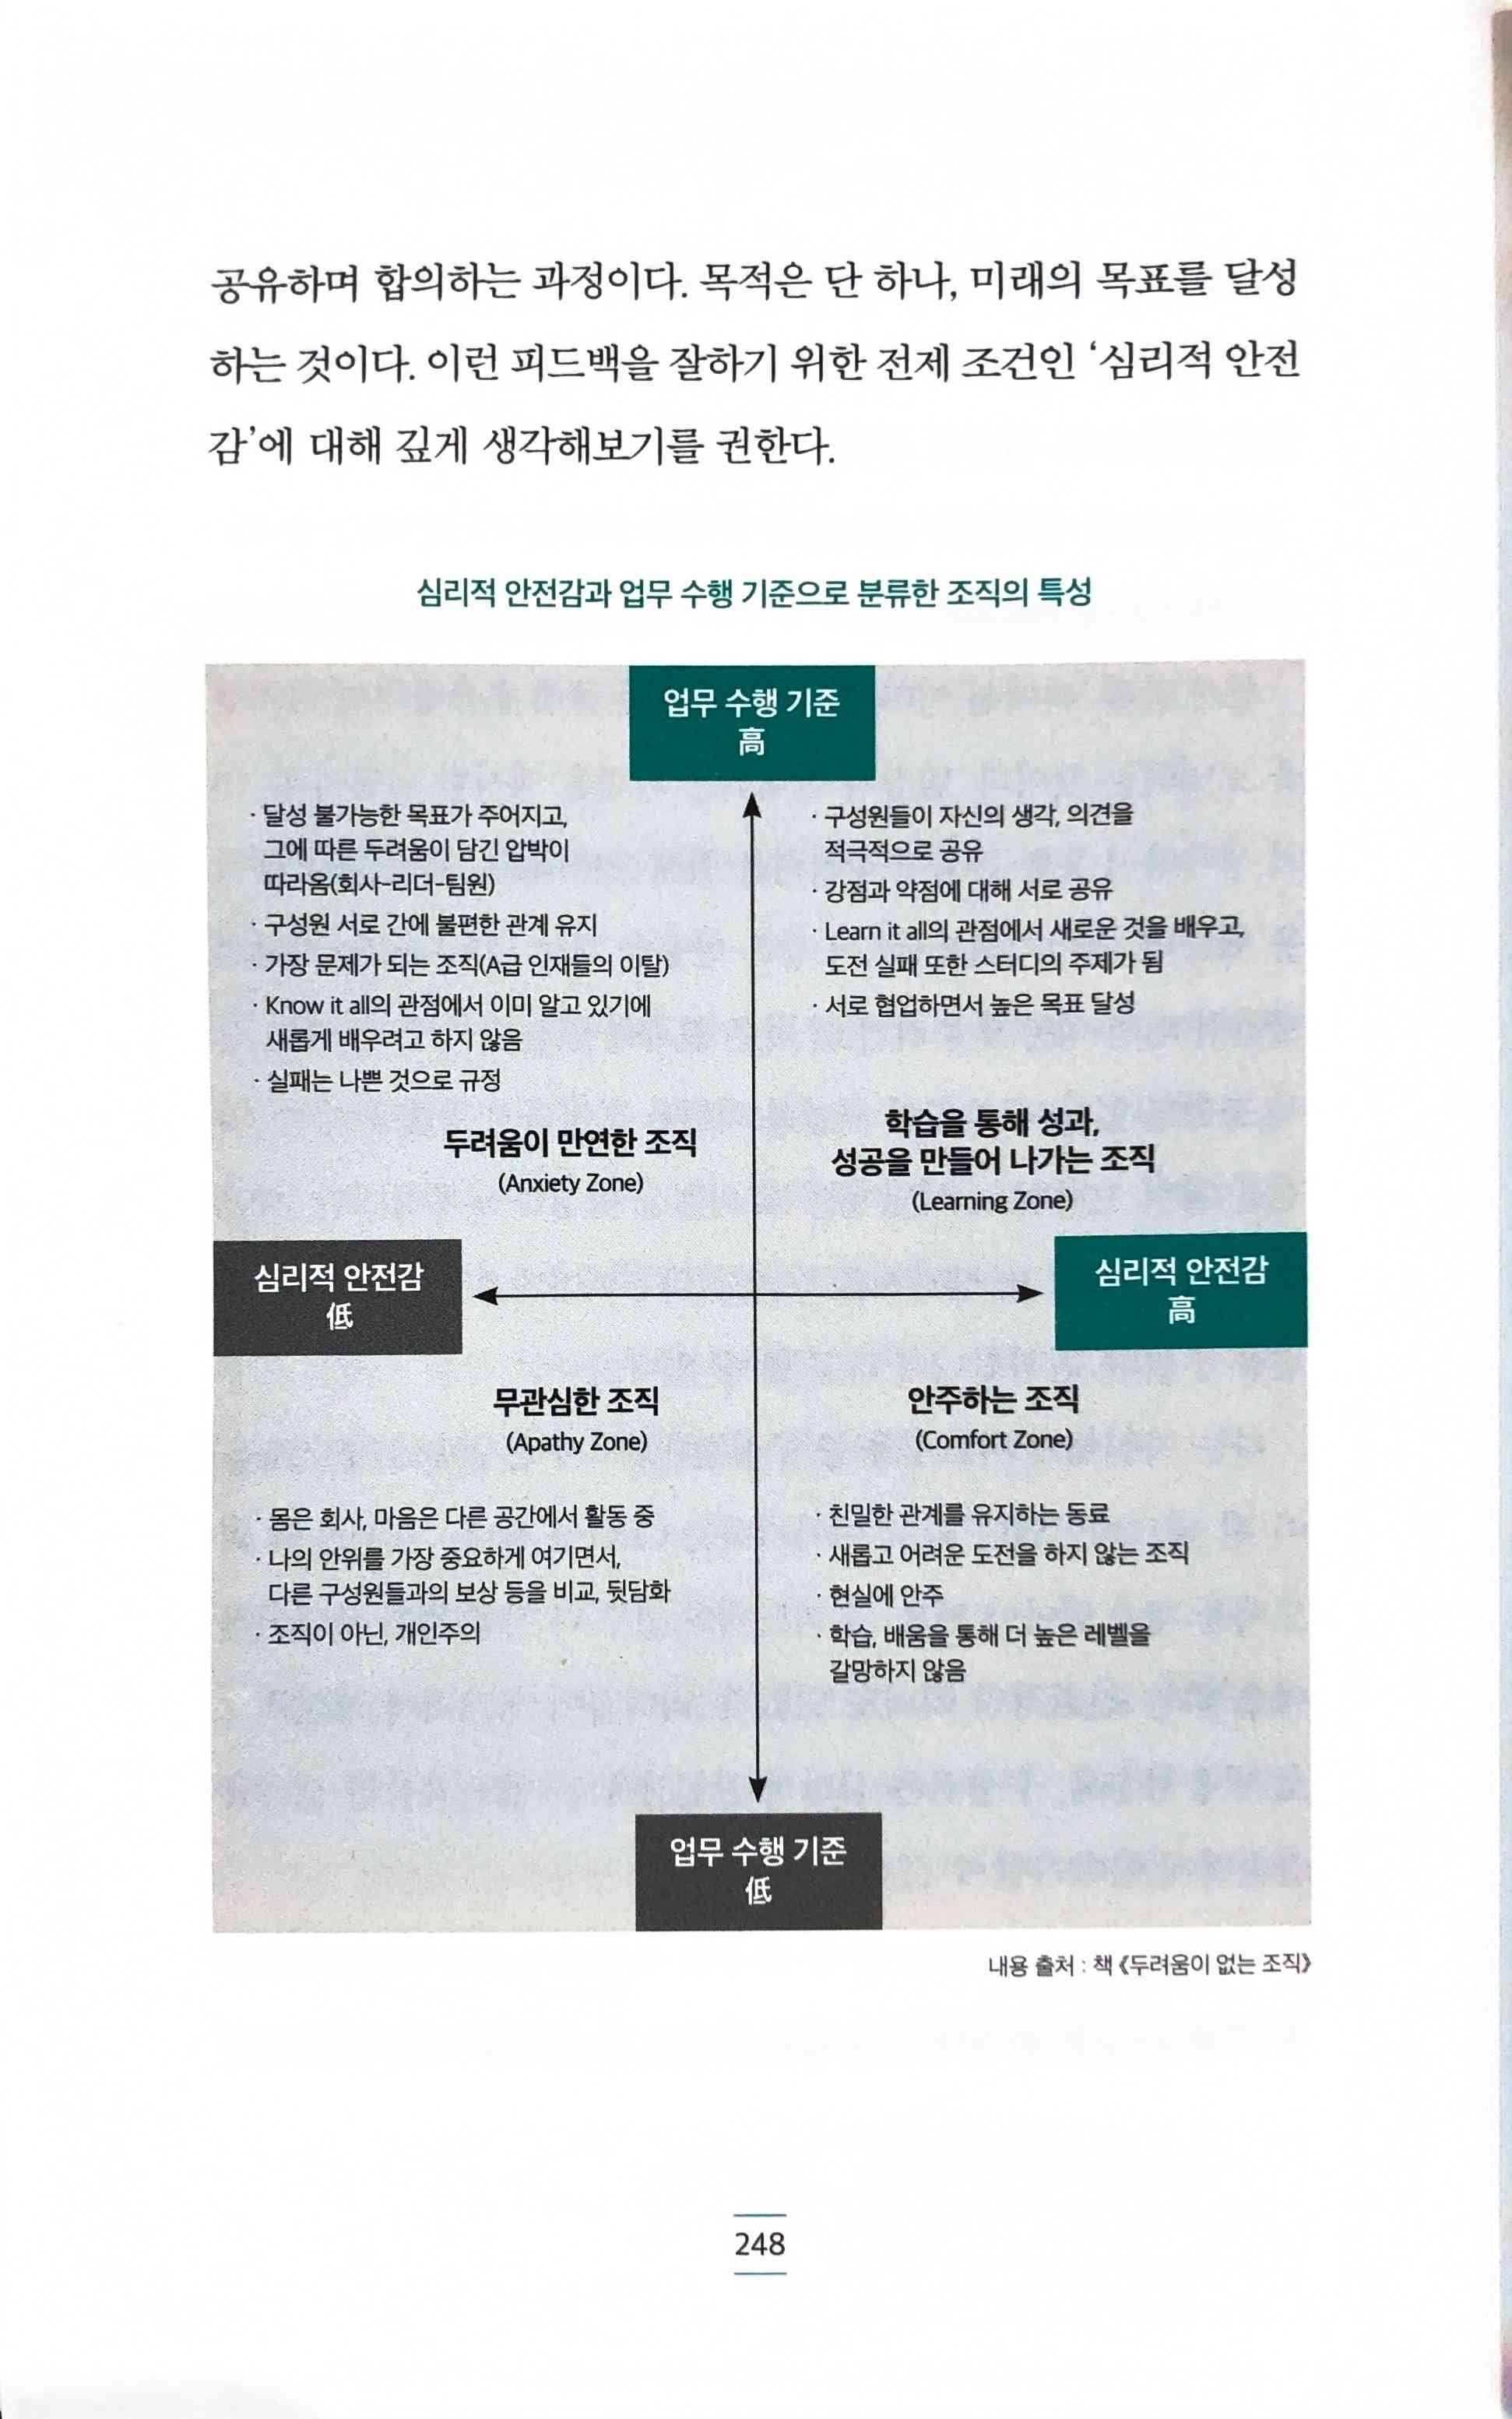 공유하며 합의하는 과정이다. 목적은 단 하나, 미래의 목표를 달성
하는 것이다. 이런 피드백을 잘하기 위한 전제 조건인 ‘심리적 안전
감’에 대해 깊게 생각해보기를 권한다.
심리적 안전감과 업무 수행 기준으로 분류한 조직의 특성
업무 수행 기준
高
· 달성 불가능한 목표가 주어지고,
그에 따른 두려움이 담긴 압박이
따라옴(회사-리더-팀원)
· 구성원 서로 간에 불편한 관계 유지
· 가장 문제가 되는 조직(A급 인재들의 이탈)
· Know it all의 관점에서 이미 알고 있기에
새롭게 배우려고 하지 않음
· 실패는 나쁜 것으로 규정
두려움이 만연한 조직
(Anxiety Zone)
· 구성원들이 자신의 생각, 의견을
적극적으로 공유
· 강점과 약점에 대해 서로 공유
· Learn it all의 관점에서 새로운 것을 배우고,
도전 실패 또한 스터디의 주제가 됨
· 서로 협업하면서 높은 목표 달성
학습을 통해 성과,
성공을 만들어 나가는 조직
(Learning Zone)
심리적 안전감
低
심리적 안전감
高
무관심한 조직
(Apathy Zone)
· 몸은 회사, 마음은 다른 공간에서 활동 중
· 나의 안위를 가장 중요하게 여기면서,
다른 구성원들과의 보상 등을 비교, 뒷담화
· 조직이 아닌, 개인주의
안주하는 조직
(Comfort Zone)
· 친밀한 관계를 유지하는 동료
· 새롭고 어려운 도전을 하지 않는 조직
· 현실에 안주
· 학습, 배움을 통해 더 높은 레벨을
갈망하지 않음
업무 수행 기준
低
내용 출처 : 책 《두려움이 없는 조직》
248